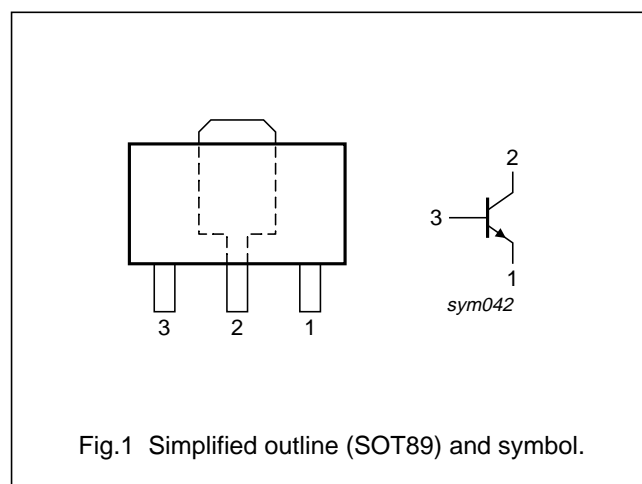 2
3
1
sym042
3 2 1
Fig.1 Simplified outline (SOT89) and symbol.